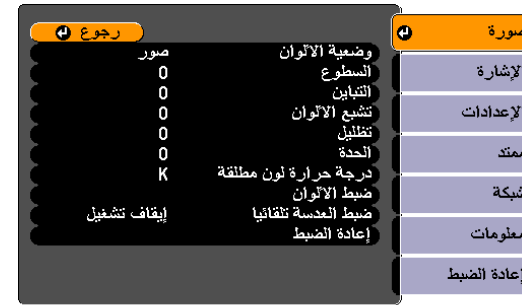 رجوع
وضعية الألوان صور
السطوع 0
التباين 0
تشبع الألوان 0
تظليل 0
الحدة 0
درجة حرارة لون مطلقة K
ضبط الألوان
ضبط العدسة تلقائيا إيقاف تشغيل
إعادة الضبط
صورة
الإشارة
الإعدادات
ممتد
شبكة
معلومات
إعادة الضبط